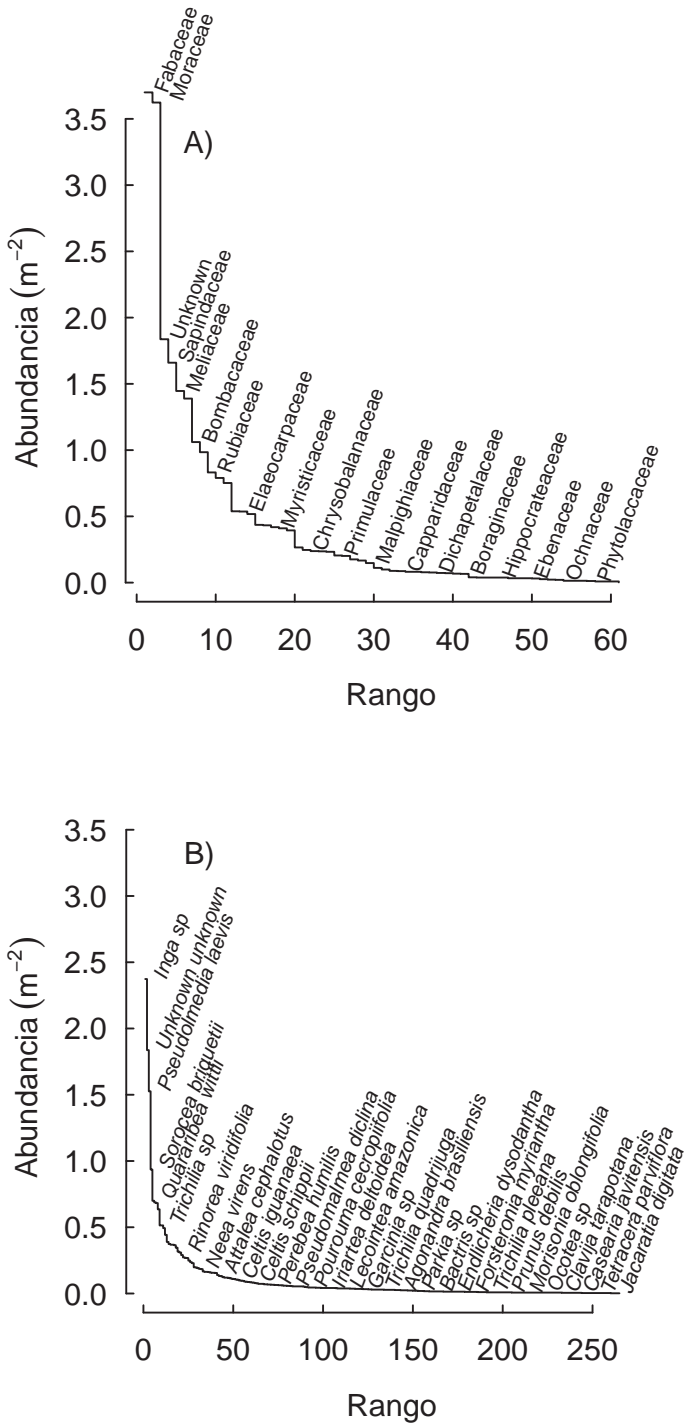 A)
Abundancia (m⁻²)
3.5
3.0
2.5
2.0
1.5
1.0
0.5
0.0
Fabaceae
Moraceae
Unknown
Sapindaceae
Meliaceae
Bombacaceae
Rubiaceae
Elaeocarpaceae
Myristicaceae
Chrysobalanaceae
Primulaceae
Malpighiaceae
Capparidaceae
Dichapetalaceae
Boraginaceae
Hippocrateaceae
Ebenaceae
Ochnaceae
Phytolaccaceae
0 10 20 30 40 50 60
Rango
B)
Abundancia (m⁻²)
3.5
3.0
2.5
2.0
1.5
1.0
0.5
0.0
Inga sp
Unknown unknown
Pseudolmedia laevis
Sorocea briquetii
Quararibea wittii
Trichilia sp
Rinorea viridifolia
Neea virens
Attalea cephalotus
Celtis iguanaea
Celtis schippii
Perebea humilis
Pseudomalmea diclina
Pourouma cecropiifolia
Iriartea deltoidea
Lecointea amazonica
Garcinia sp
Trichilia quadrijuga
Agonandra brasiliensis
Parkia sp
Bactris sp
Endlicheria dysodantha
Forsteronia myriantha
Trichilia pleeana
Prunus debilis
Morisonia oblongifolia
Ocotea sp
Clavija tarapotana
Casearia javitensis
Tetracera parviflora
Jacaratia digitata
0 50 100 150 200 250
Rango